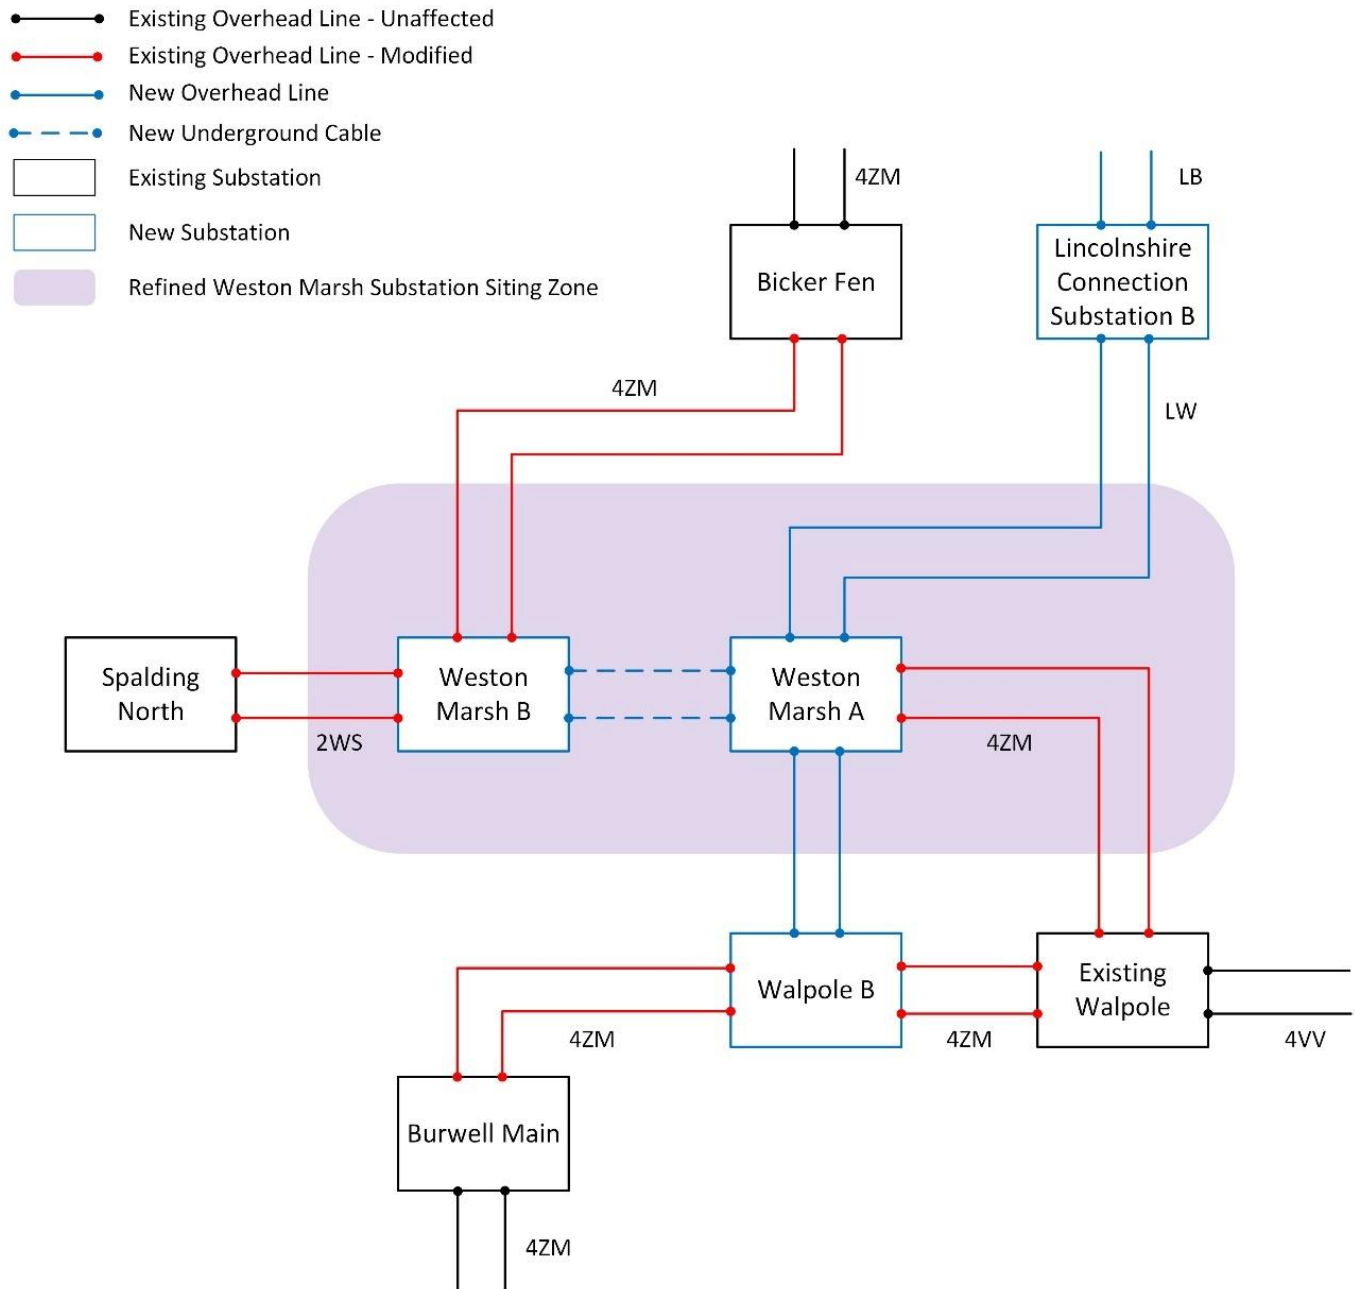 Existing Overhead Line - Unaffected
Existing Overhead Line - Modified
New Overhead Line
New Underground Cable
Existing Substation
New Substation
Refined Weston Marsh Substation Siting Zone
4ZM
LB
Bicker Fen
Lincolnshire
Connection
Substation B
4ZM
LW
Spalding
North
2WS
Weston
Marsh B
Weston
Marsh A
4ZM
Walpole B
Existing
Walpole
4ZM
4ZM
4VV
Burwell Main
4ZM